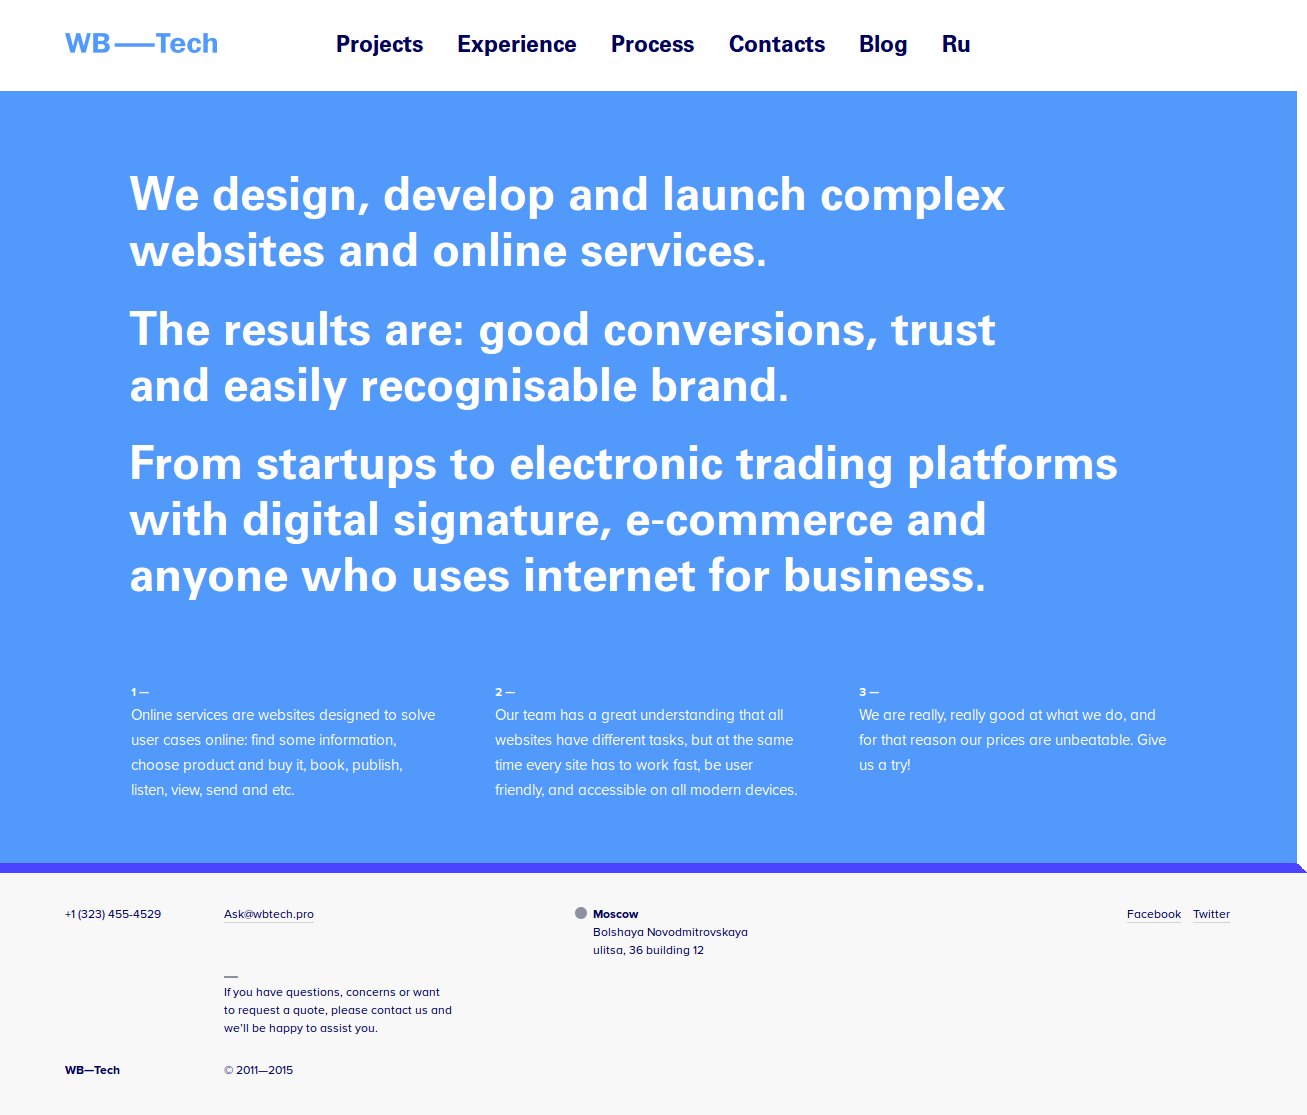 WB—Tech
Projects Experience Process Contacts Blog Ru
We design, develop and launch complex
websites and online services.
The results are: good conversions, trust
and easily recognisable brand.
From startups to electronic trading platforms
with digital signature, e-commerce and
anyone who uses internet for business.
1 —
Online services are websites designed to solve
user cases online: find some information,
choose product and buy it, book, publish,
listen, view, send and etc.
2 —
Our team has a great understanding that all
websites have different tasks, but at the same
time every site has to work fast, be user
friendly, and accessible on all modern devices.
3 —
We are really, really good at what we do, and
for that reason our prices are unbeatable. Give
us a try!
+1 (323) 455-4529
Ask@wbtech.pro
Moscow
Bolshaya Novodmitrovskaya
ulitsa, 36 building 12
Facebook Twitter
—
If you have questions, concerns or want
to request a quote, please contact us and
we'll be happy to assist you.
WB—Tech
© 2011—2015